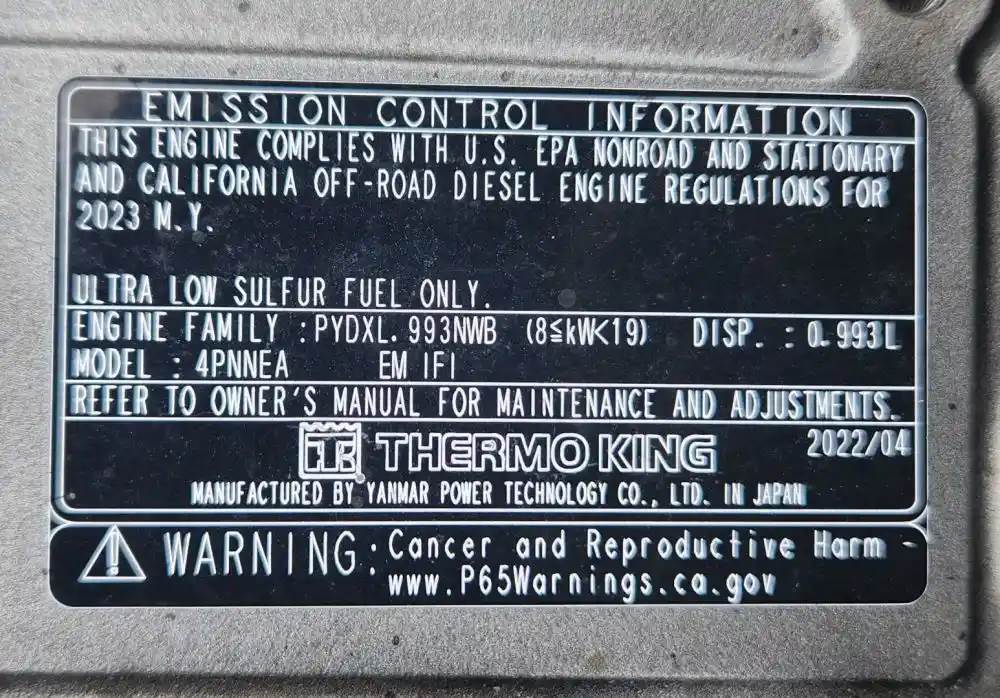 EMISSION CONTROL INFORMATION
THIS ENGINE COMPLIES WITH U.S. EPA NONROAD AND STATIONARY
AND CALIFORNIA OFF-ROAD DIESEL ENGINE REGULATIONS FOR
2023 M.Y.
ULTRA LOW SULFUR FUEL ONLY.
ENGINE FAMILY : PYDXL.993NWB (8≦kW<19) DISP. : 0.993L
MODEL : 4PNNEA EM IFI
REFER TO OWNER'S MANUAL FOR MAINTENANCE AND ADJUSTMENTS.
TK THERMO KING 2022/04
MANUFACTURED BY YANMAR POWER TECHNOLOGY CO., LTD. IN JAPAN
WARNING: Cancer and Reproductive Harm -
www.P65Warnings.ca.gov